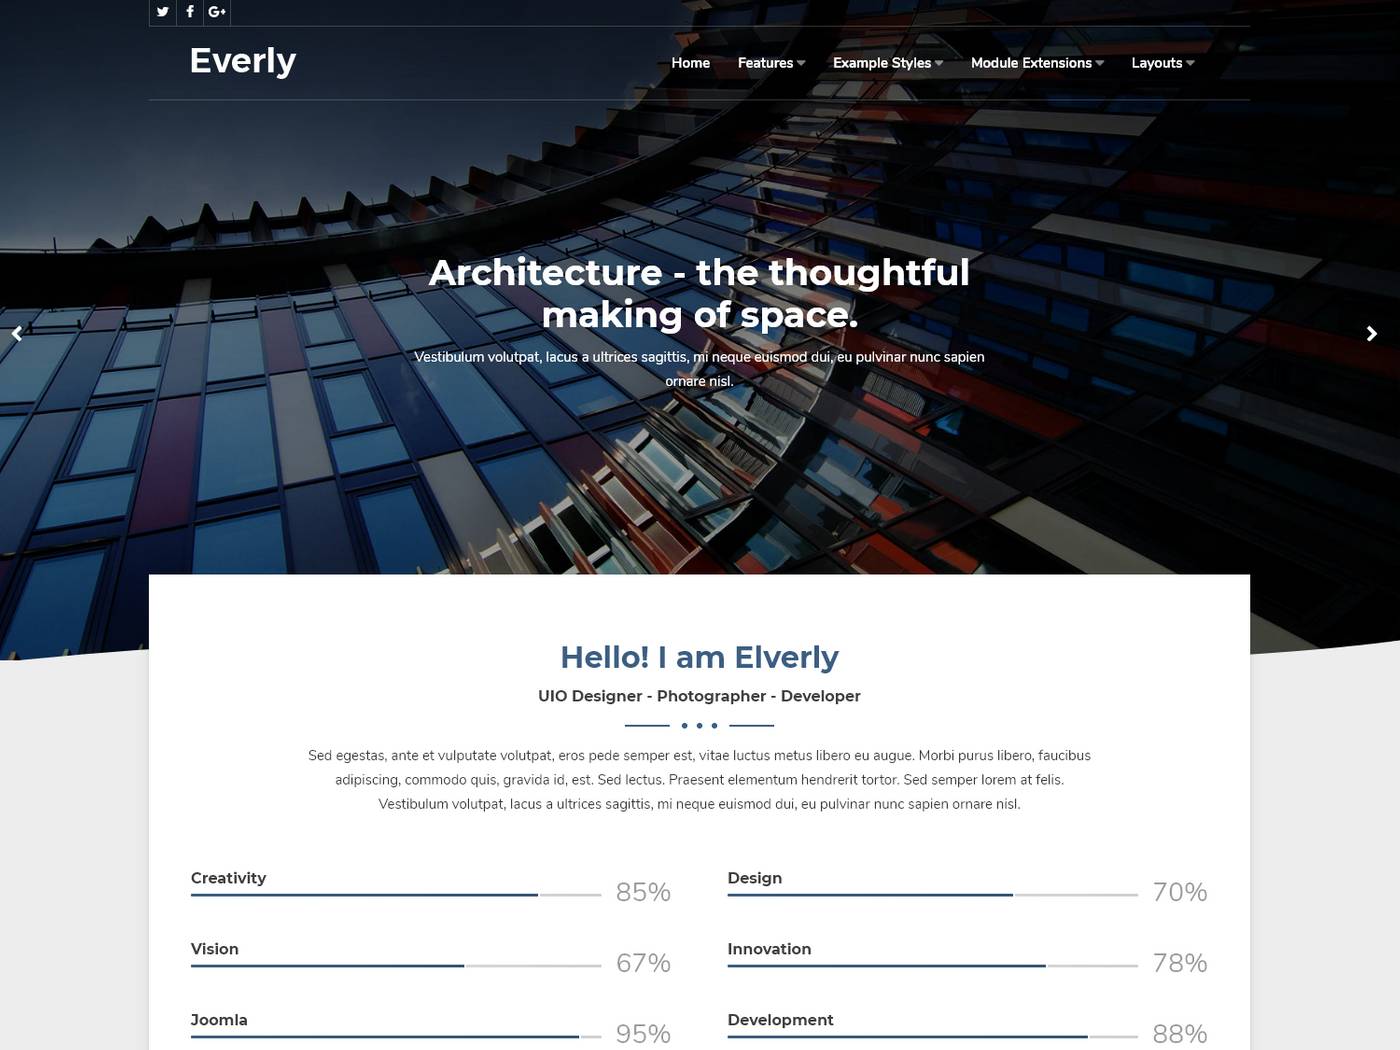 Everly
Home Features Example Styles Module Extensions Layouts
Architecture - the thoughtful
making of space.
Vestibulum volutpat, lacus a ultrices sagittis, mi neque euismod dui, eu pulvinar nunc sapien
ornare nisl.
Hello! I am Elverly
UIO Designer - Photographer - Developer
Sed egestas, ante et vulputate volutpat, eros pede semper est, vitae luctus metus libero eu augue. Morbi purus libero, faucibus
adipiscing, commodo quis, gravida id, est. Sed lectus. Praesent elementum hendrerit tortor. Sed semper lorem at felis.
Vestibulum volutpat, lacus a ultrices sagittis, mi neque euismod dui, eu pulvinar nunc sapien ornare nisl.
Creativity 85%
Design 70%
Vision 67%
Innovation 78%
Joomla 95%
Development 88%